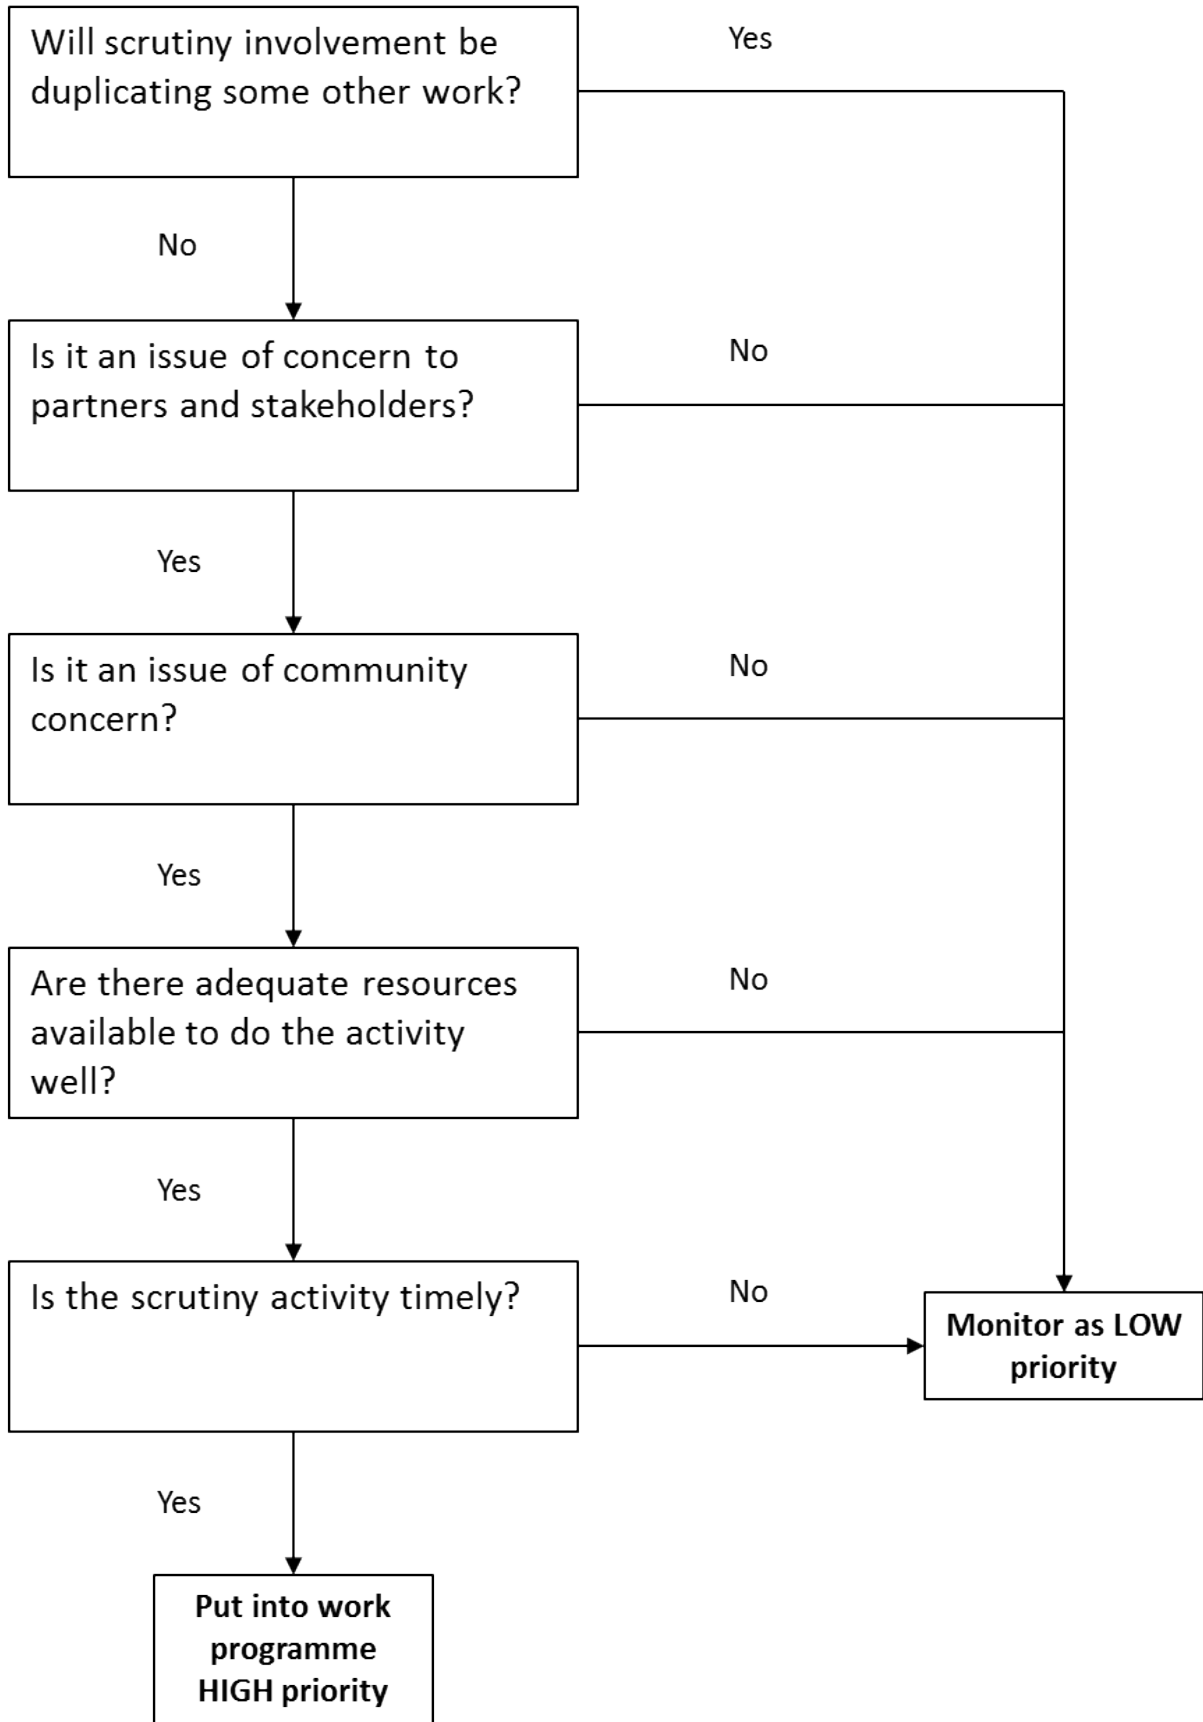 Will scrutiny involvement be
duplicating some other work?
Yes
No
Is it an issue of concern to
partners and stakeholders?
No
Yes
Is it an issue of community
concern?
No
Yes
Are there adequate resources
available to do the activity
well?
No
Yes
Is the scrutiny activity timely?
No
Monitor as LOW
priority
Yes
Put into work
programme
HIGH priority